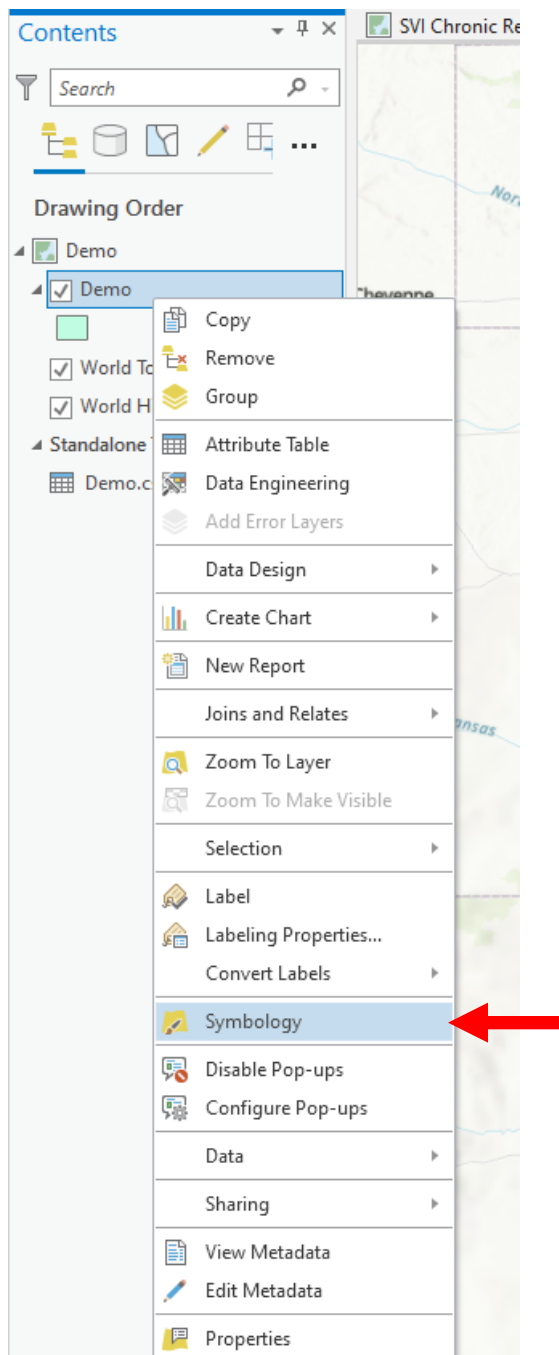 Contents
SVI Chronic Re
Search
Drawing Order
Demo
Demo
World To
World H
Standalone
Demo.c
Nor
Cheyenne
Copy
Remove
Group
Attribute Table
Data Engineering
Add Error Layers
Data Design
Create Chart
New Report
Joins and Relates
ansas
Zoom To Layer
Zoom To Make Visible
Selection
Label
Labeling Properties...
Convert Labels
Symbology
Disable Pop-ups
Configure Pop-ups
Data
Sharing
View Metadata
Edit Metadata
Properties